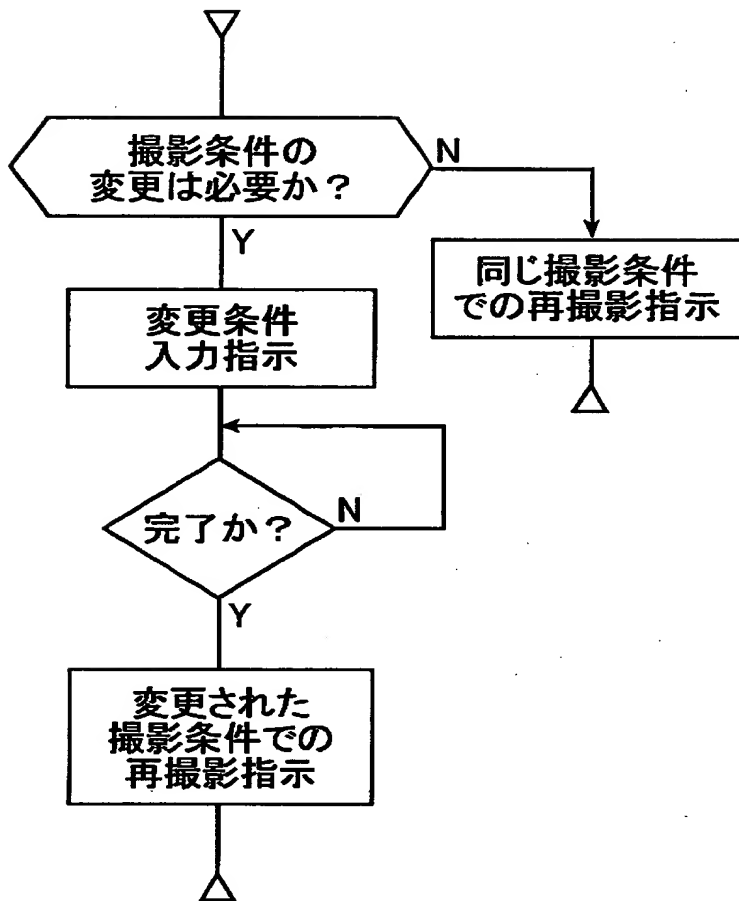 撮影条件の
変更は必要か？
N
Y
同じ撮影条件
での再撮影指示
変更条件
入力指示
完了か？
N
Y
変更された
撮影条件での
再撮影指示